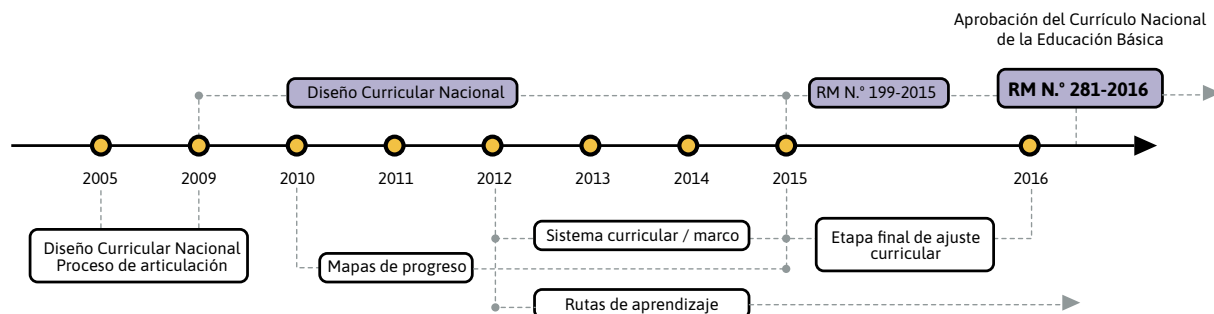 Aprobación del Currículo Nacional
de la Educación Básica
Diseño Curricular Nacional
RM N.° 199-2015
RM N.° 281-2016
2005
2009
2010
2011
2012
2013
2014
2015
2016
Diseño Curricular Nacional
Proceso de articulación
Mapas de progreso
Sistema curricular / marco
Etapa final de ajuste
curricular
Rutas de aprendizaje